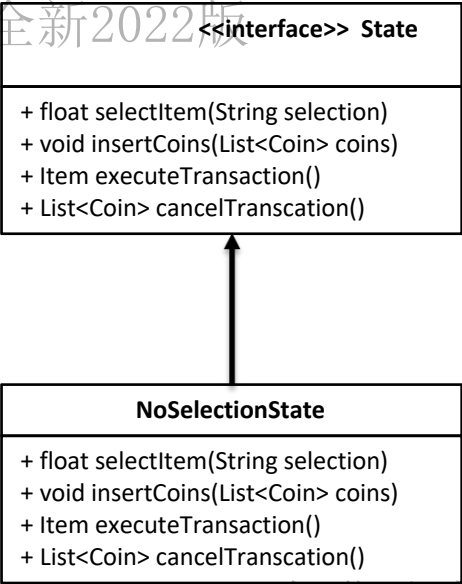 全新2022版
<<interface>> State
+ float selectItem(String selection)
+ void insertCoins(List<Coin> coins)
+ Item executeTransaction()
+ List<Coin> cancelTranscation()
NoSelectionState
+ float selectItem(String selection)
+ void insertCoins(List<Coin> coins)
+ Item executeTransaction()
+ List<Coin> cancelTranscation()